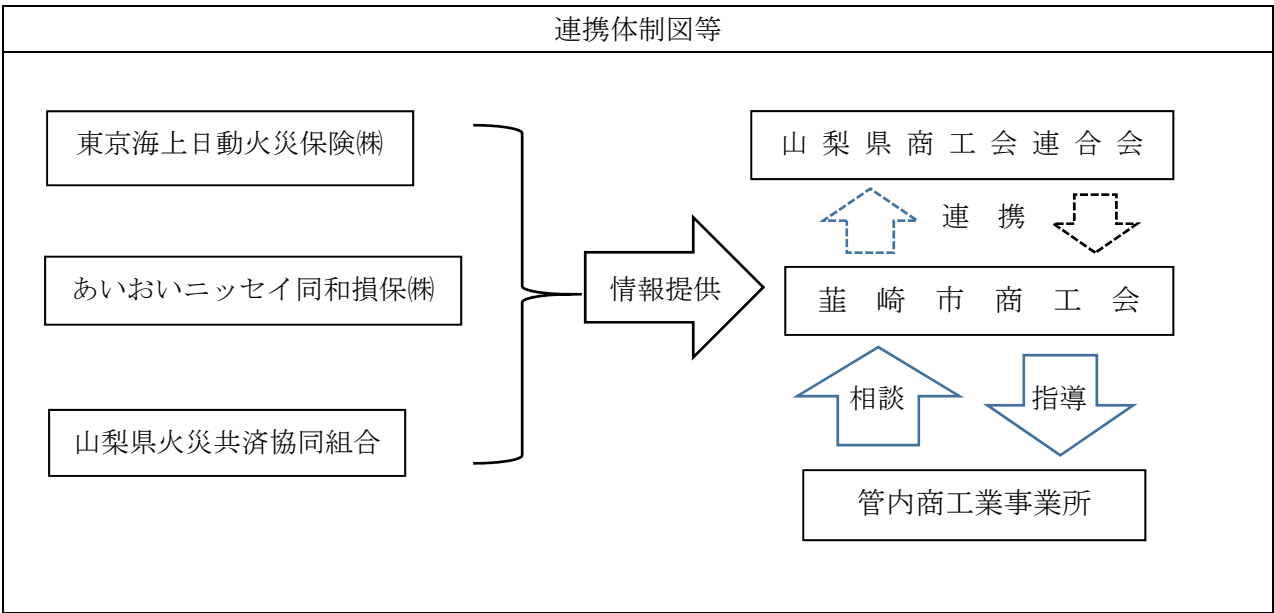 連携体制図等
東京海上日動火災保険㈱
あいおいニッセイ同和損保㈱
山梨県火災共済協同組合
情報提供
山梨県商工会連合会
連携
韮崎市商工会
相談
指導
管内商工業事業所